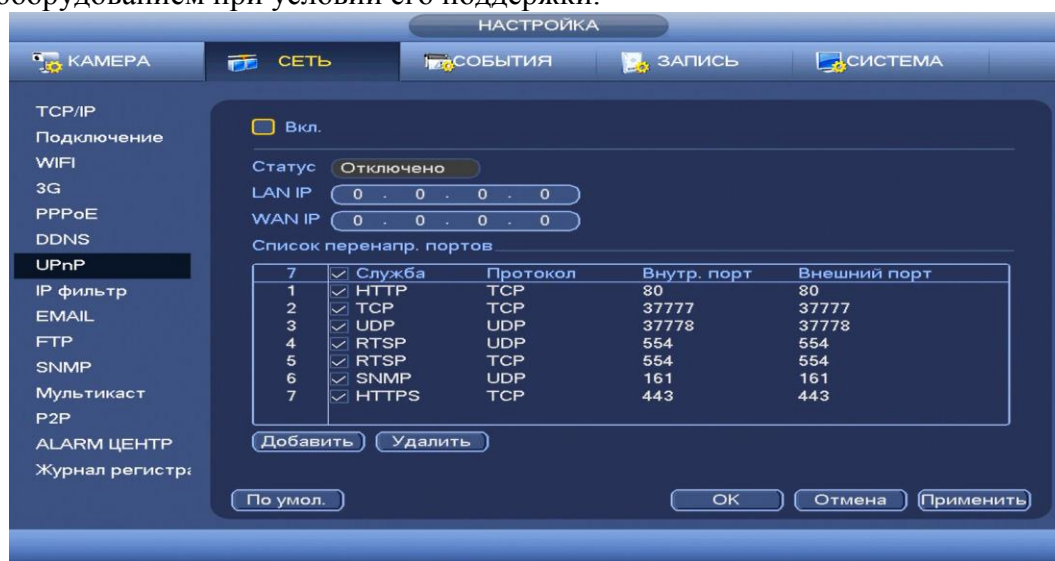 оборудованием при условии его поддержки.
НАСТРОЙКА
КАМЕРА СЕТЬ СОБЫТИЯ ЗАПИСЬ СИСТЕМА
TCP/IP
Подключение
WIFI
3G
PPPoE
DDNS
UPnP
IP фильтр
EMAIL
FTP
SNMP
Мультикаст
P2P
ALARM ЦЕНТР
Журнал регистра
Вкл.
Статус Отключено
LAN IP 0 . 0 . 0 . 0
WAN IP 0 . 0 . 0 . 0
Список перенапр. портов
7 Служба Протокол Внутр. порт Внешний порт
1 HTTP TCP 80 80
2 TCP TCP 37777 37777
3 UDP UDP 37778 37778
4 RTSP UDP 554 554
5 RTSP TCP 554 554
6 SNMP UDP 161 161
7 HTTPS TCP 443 443
Добавить Удалить
По умол. OK Отмена Применить